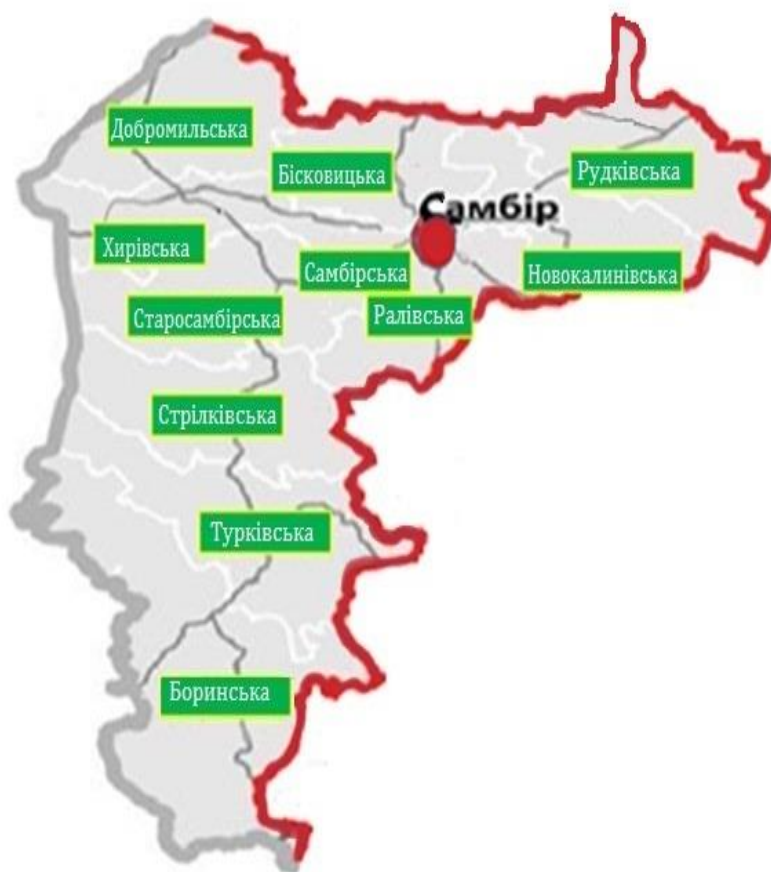 Добромильська
Бісковицька
Рудківська
Самбір
Хирівська
Самбірська
Новокалинівська
Старосамбірська
Ралівська
Стрілківська
Турківська
Боринська